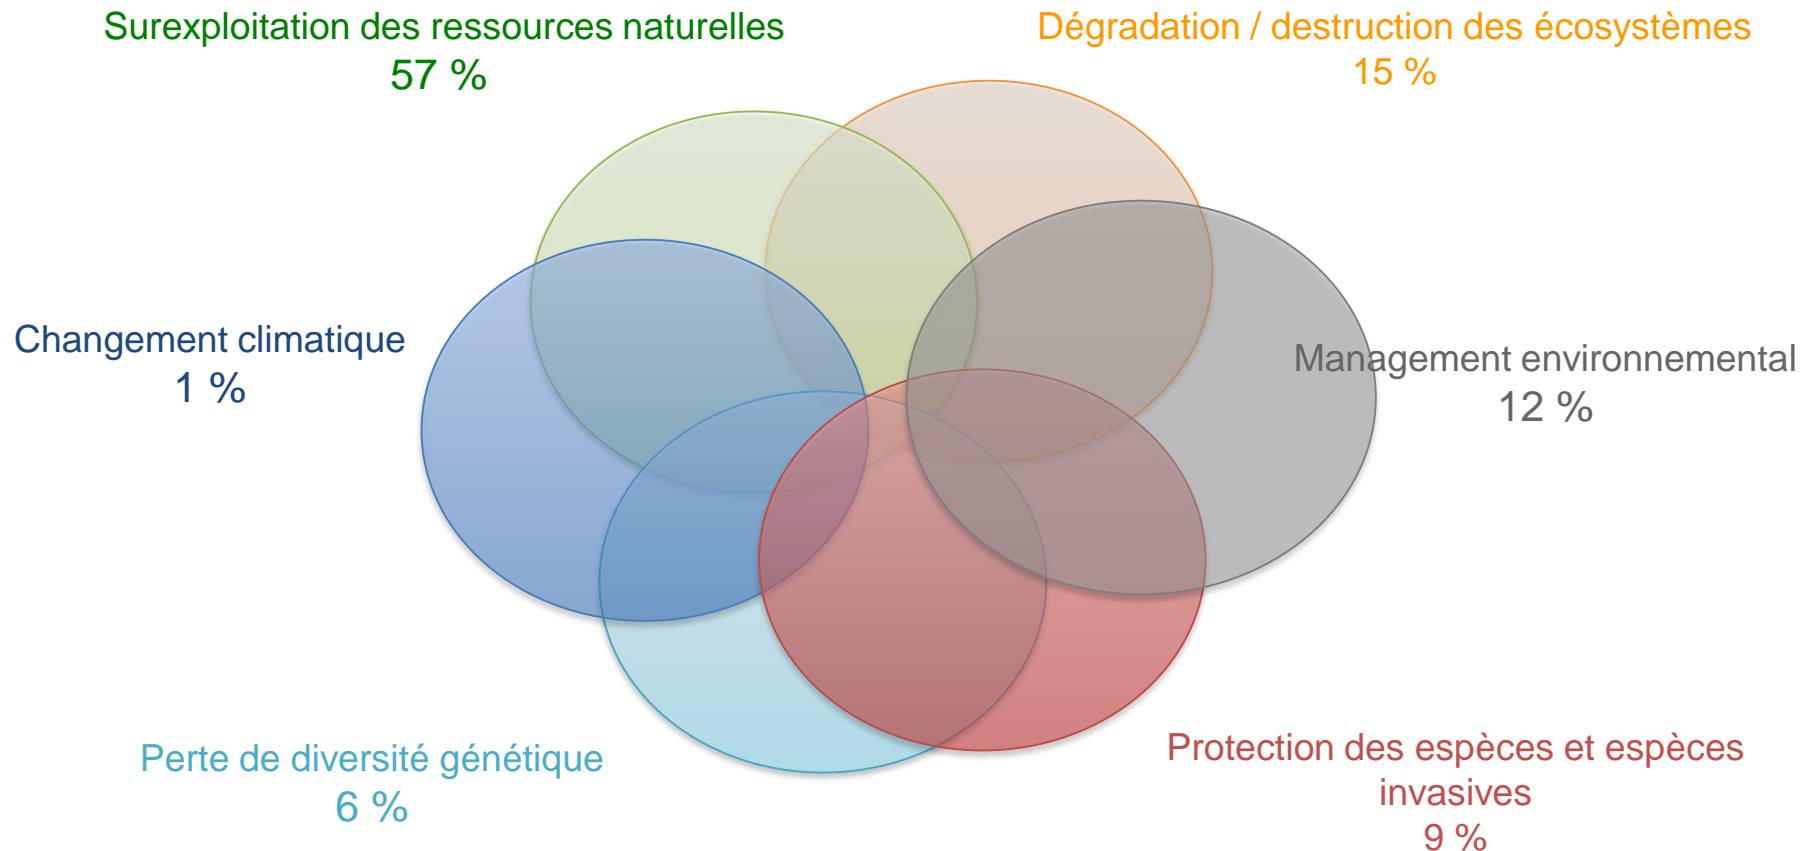 Surexploitation des ressources naturelles
57 %
Dégradation / destruction des écosystèmes
15 %
Changement climatique
1 %
Management environnemental
12 %
Perte de diversité génétique
6 %
Protection des espèces et espèces
invasives
9 %